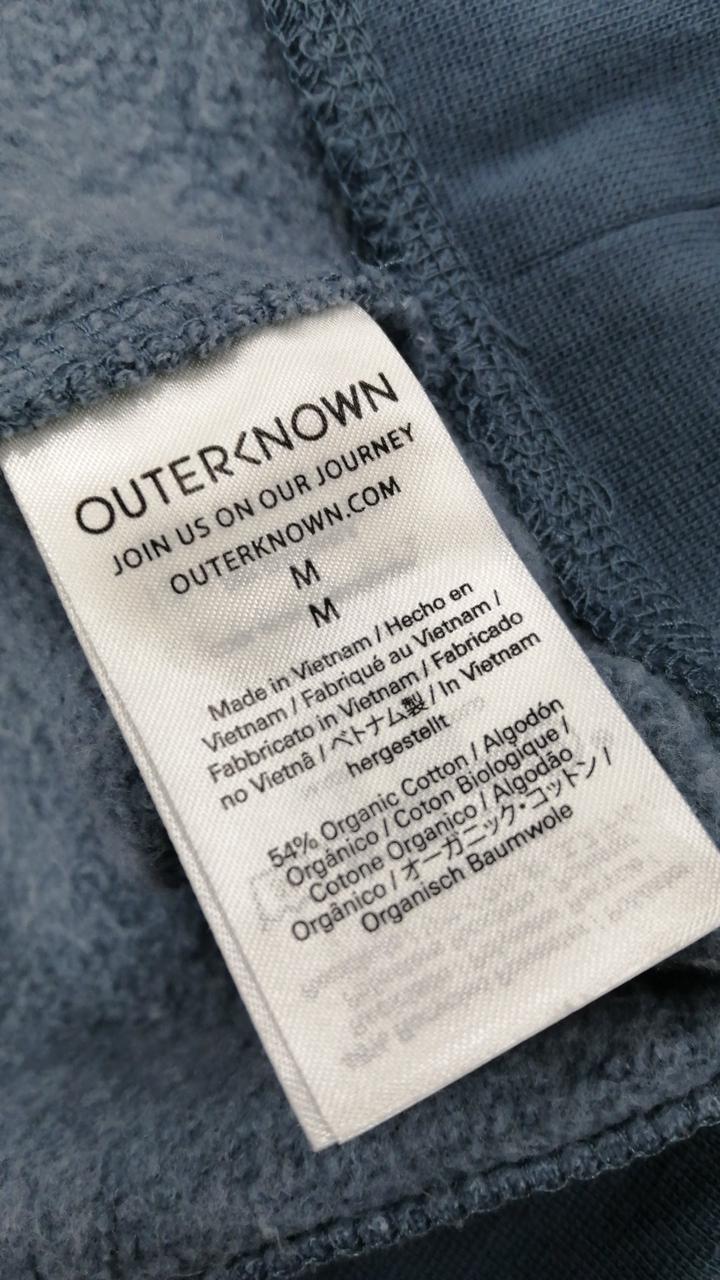 OUTERKNOWN
JOIN US ON OUR JOURNEY
OUTERKNOWN.COM
M
M
Made in Vietnam / Hecho en
Vietnam / Fabriqué au Vietnam /
Fabbricato in Vietnam / Fabricado
no Vietnã / ベトナム製 / In Vietnam
hergestellt
54% Organic Cotton / Algodón
Orgánico / Coton Biologique /
Cotone Organico / Algodão
Orgânico / オーガニック・コットン /
Organisch Baumwole